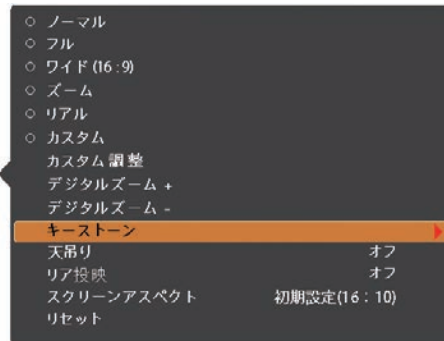 ノーマル
フル
ワイド(16:9)
ズーム
リアル
カスタム
カスタム調整
デジタルズーム +
デジタルズーム -
キーストーン
天吊り オフ
リア投映 オフ
スクリーンアスペクト 初期設定(16：10)
リセット